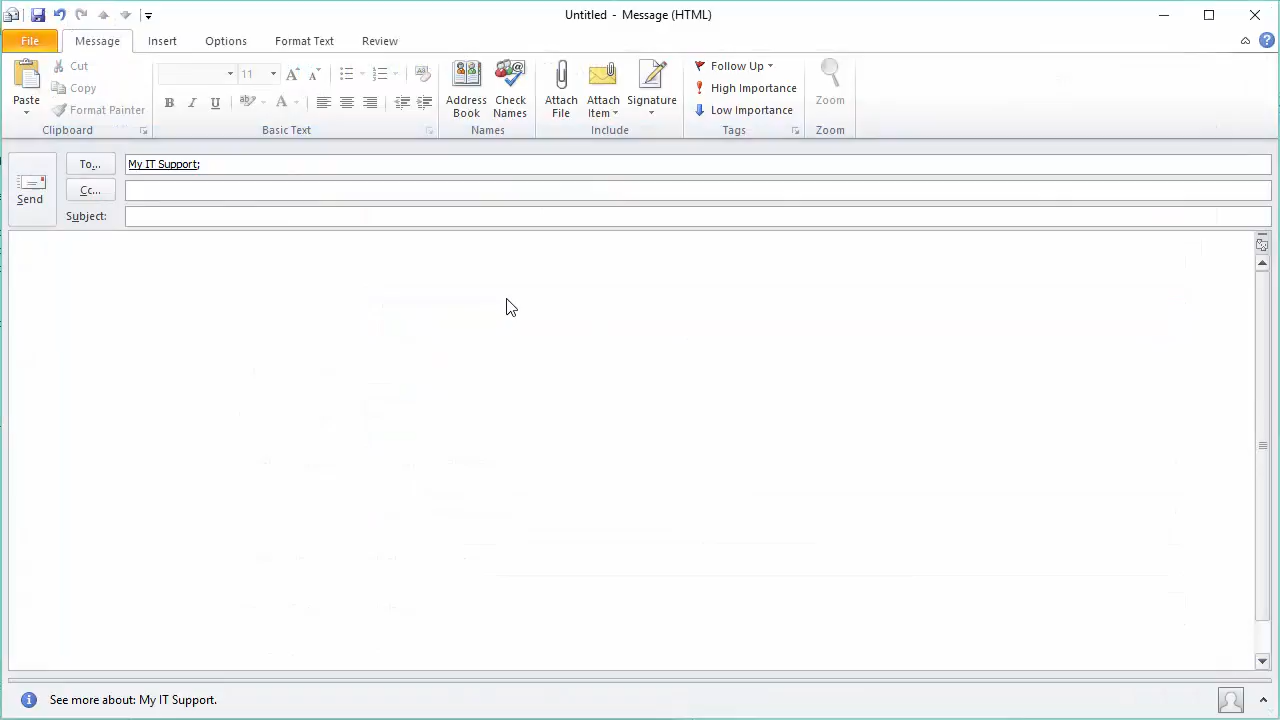 Untitled - Message (HTML)
File Message Insert Options Format Text Review
Paste
Cut
Copy
Format Painter
Clipboard
11
B I U
Basic Text
Address Book
Check Names
Names
Attach File
Attach Item
Signature
Include
Follow Up
High Importance
Low Importance
Tags
Zoom
Zoom
Send
To...
My IT Support;
Cc...
Subject:
See more about: My IT Support.